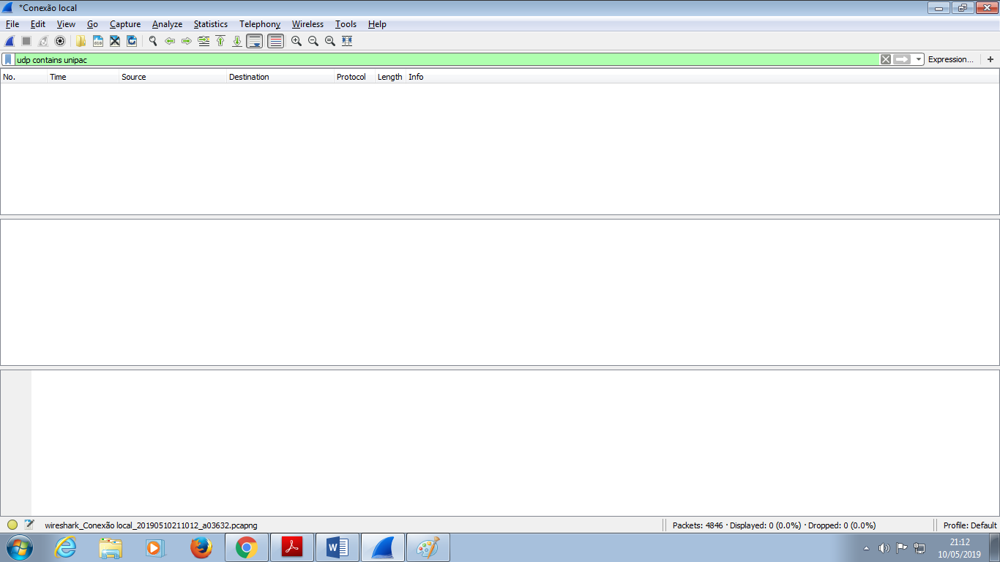 *Conexão local
File Edit View Go Capture Analyze Statistics Telephony Wireless Tools Help
udp contains unipac
Expression... +
No. Time Source Destination Protocol Length Info
wireshark_Conexão local_20190510211012_a03632.pcapng
Packets: 4846 · Displayed: 0 (0.0%) · Dropped: 0 (0.0%)
Profile: Default
21:12
10/05/2019